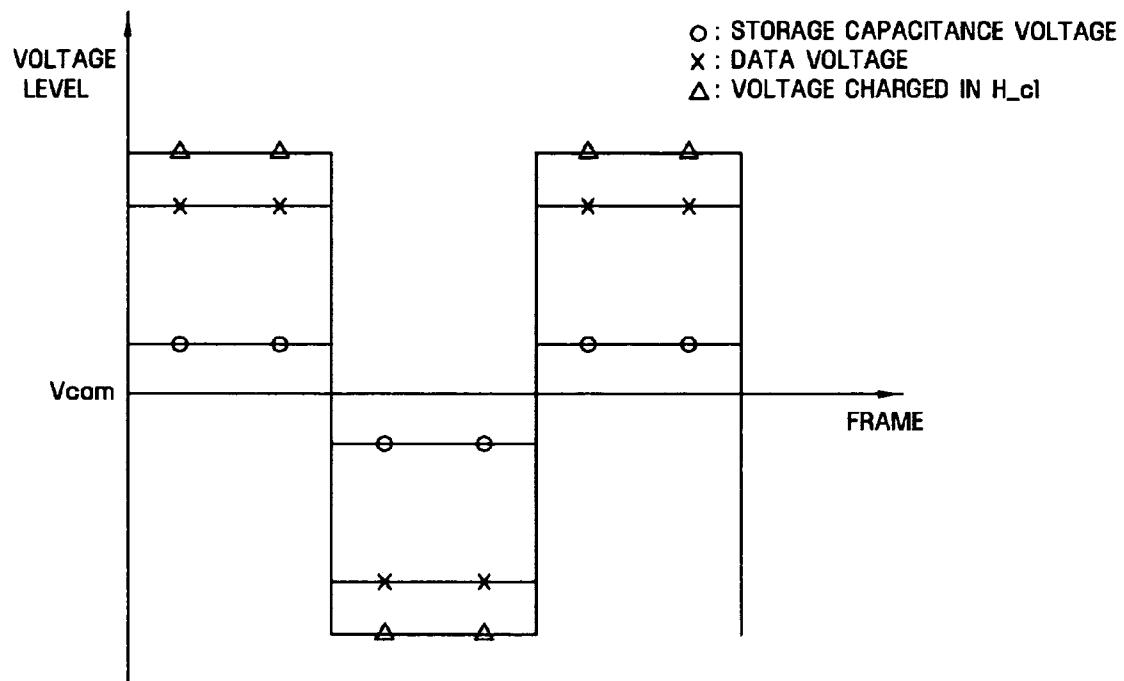 VOLTAGE
LEVEL
○ : STORAGE CAPACITANCE VOLTAGE
× : DATA VOLTAGE
△ : VOLTAGE CHARGED IN H_cl
Vcom
FRAME